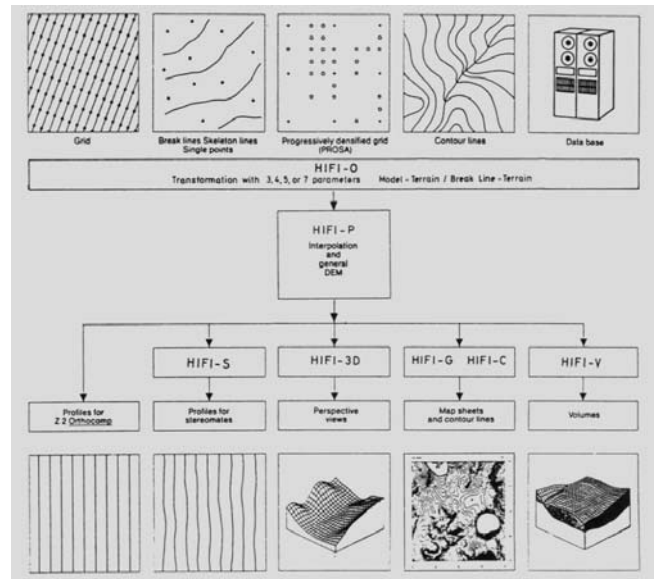 Grid
Break lines Skeleton lines
Single points
Progressively densified grid
(PROSA)
Contour lines
Data base
HIFI-O
Transformation with 3,4,5, or 7 parameters Model-Terrain / Break Line-Terrain
HIFI-P
Interpolation
and
general
DEM
HIFI-S
HIFI-3D
HIFI-G HIFI-C
HIFI-V
Profiles for
Z 2 Orthocomp
Profiles for
stereomates
Perspective
views
Map sheets
and contour lines
Volumes